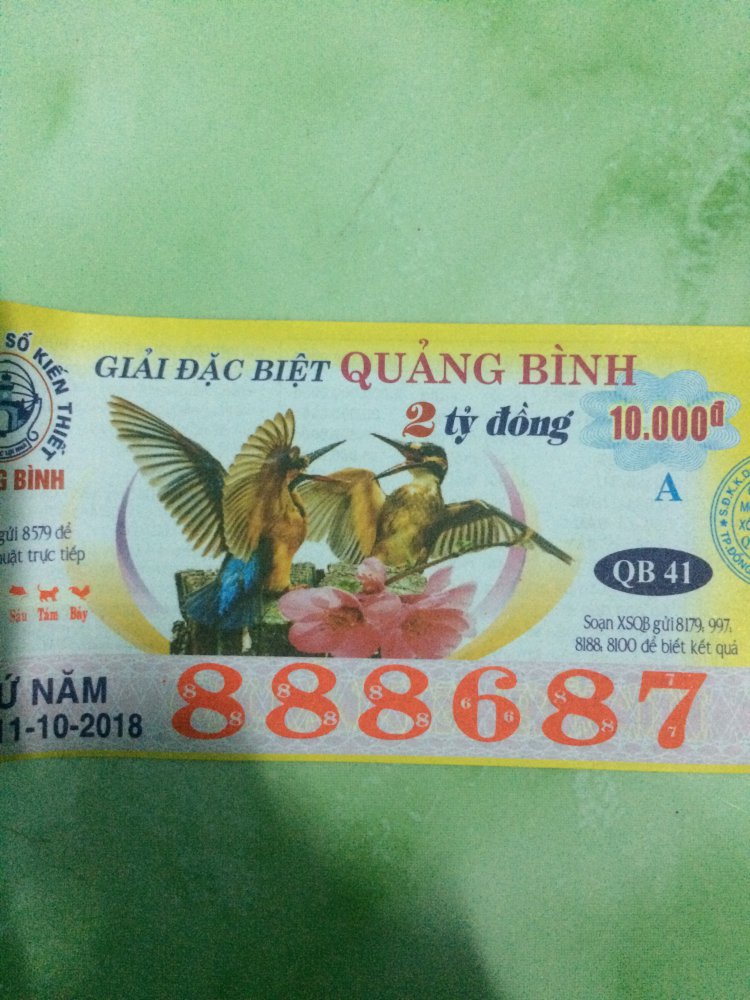 SỐ KIẾN THIẾT
BÌNH
GIẢI ĐẶC BIỆT QUẢNG BÌNH
2 tỷ đồng
10.000đ
A
gửi 8579 để
trực tiếp
Sáu Tám Bảy
QB 41
Soạn XSQB gửi 8179, 997,
8188, 8100 để biết kết quả
NĂM
11-10-2018
888687